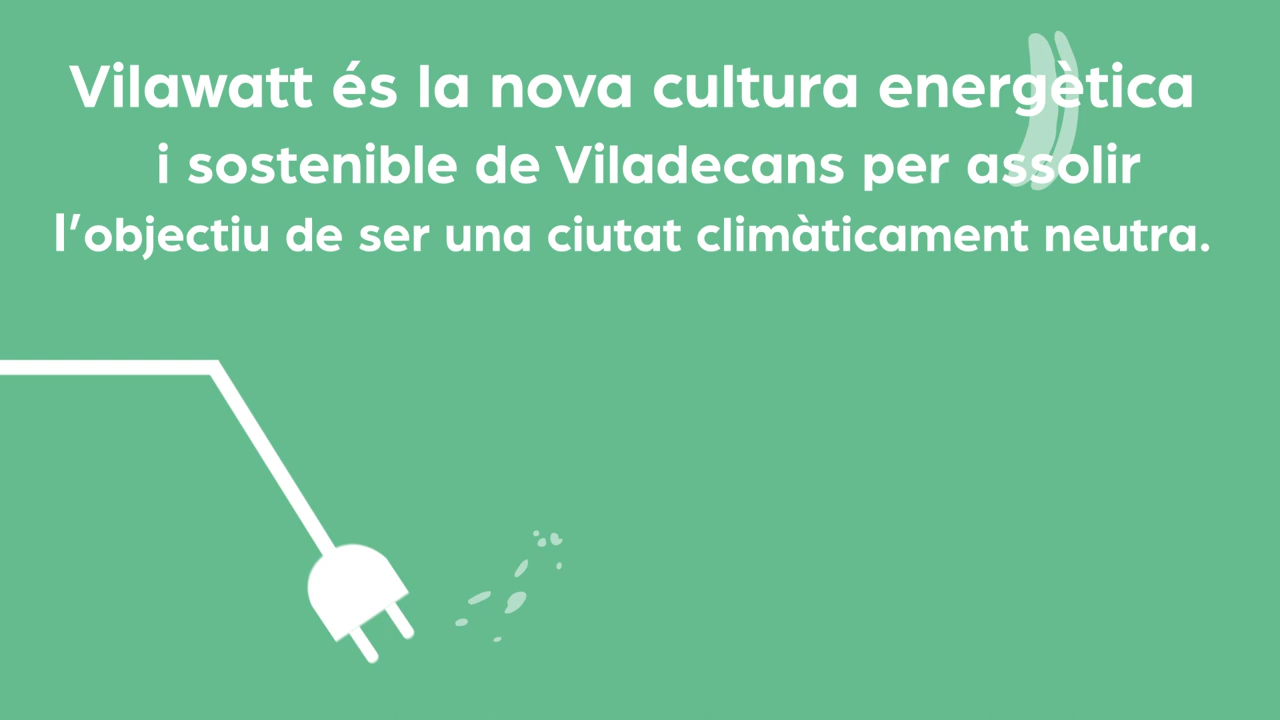 Vilawatt és la nova cultura energètica
i sostenible de Viladecans per assolir
l’objectiu de ser una ciutat climàticament neutra.